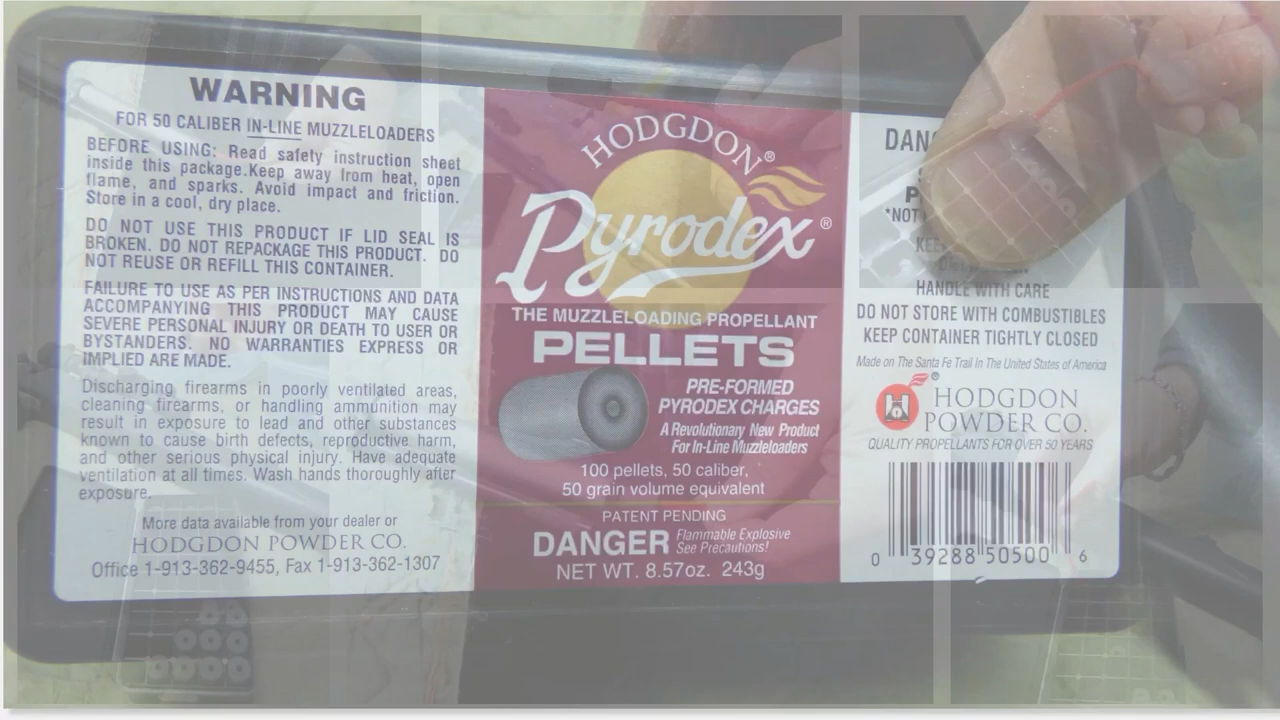 WARNING
FOR 50 CALIBER IN-LINE MUZZLELOADERS
BEFORE USING: Read safety instruction sheet
inside this package.Keep away from heat, open
flame, and sparks. Avoid impact and friction.
Store in a cool, dry place.
DO NOT USE THIS PRODUCT IF LID SEAL IS
BROKEN. DO NOT REPACKAGE THIS PRODUCT. DO
NOT REUSE OR REFILL THIS CONTAINER.
FAILURE TO USE AS PER INSTRUCTIONS AND DATA
ACCOMPANYING THIS PRODUCT MAY CAUSE
SEVERE PERSONAL INJURY OR DEATH TO USER OR
BYSTANDERS. NO WARRANTIES EXPRESS OR
IMPLIED ARE MADE.
Discharging firearms in poorly ventilated areas,
cleaning firearms, or handling ammunition may
result in exposure to lead and other substances
known to cause birth defects, reproductive harm,
and other serious physical injury. Have adequate
ventilation at all times. Wash hands thoroughly after
exposure.
More data available from your dealer or
HODGDON POWDER CO.
Office 1-913-362-9455, Fax 1-913-362-1307
HODGDON®
Pyrodex®
THE MUZZLELOADING PROPELLANT
PELLETS
PRE-FORMED
PYRODEX CHARGES
A Revolutionary New Product
For In-Line Muzzleloaders
100 pellets, 50 caliber,
50 grain volume equivalent
PATENT PENDING
DANGER Flammable Explosive
See Precautions!
NET WT. 8.57oz. 243g
DAN
*NOT
HANDLE WITH CARE
DO NOT STORE WITH COMBUSTIBLES
KEEP CONTAINER TIGHTLY CLOSED
Made on The Santa Fe Trail In The United States of America
HODGDON®
POWDER CO.
QUALITY PROPELLANTS FOR OVER 50 YEARS
0 39288 50500 6